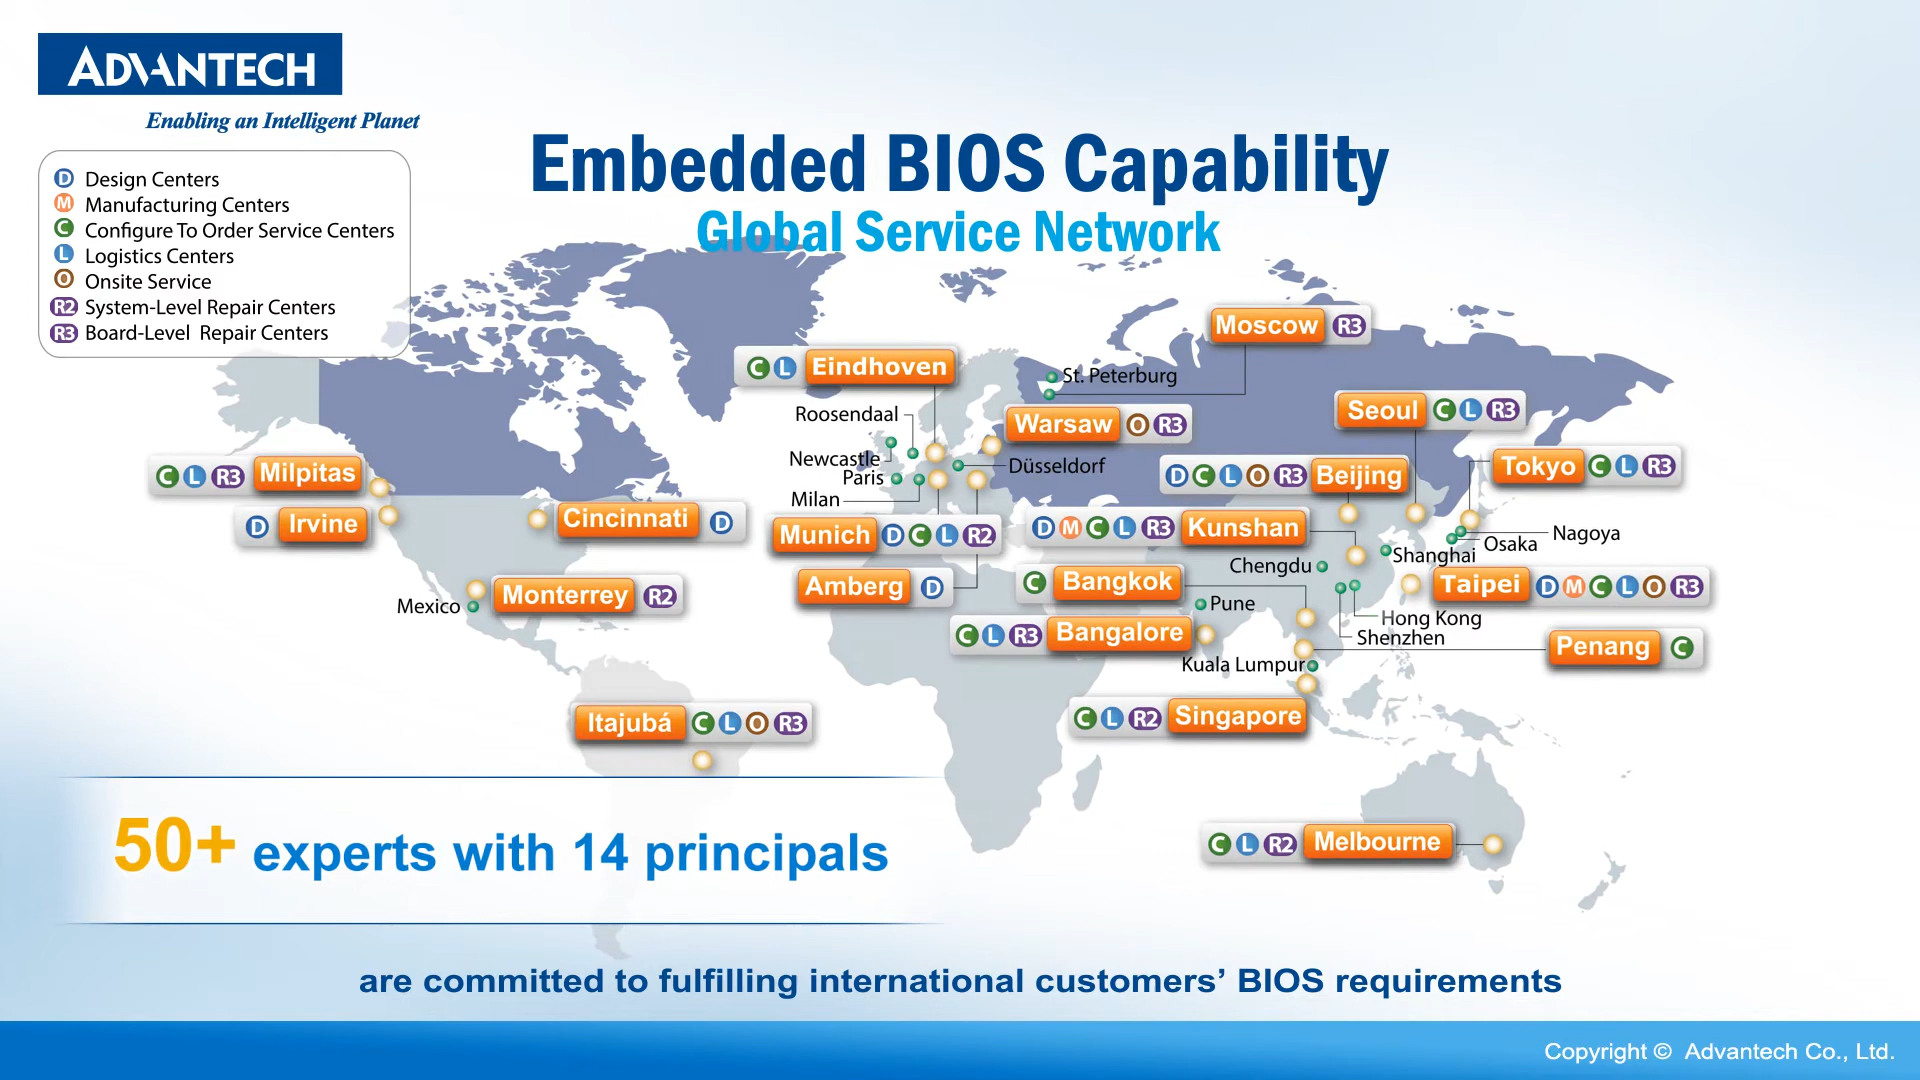 ADVANTECH
Enabling an Intelligent Planet
Embedded BIOS Capability
Global Service Network
D Design Centers
M Manufacturing Centers
C Configure To Order Service Centers
L Logistics Centers
O Onsite Service
R2 System-Level Repair Centers
R3 Board-Level Repair Centers
Moscow R3
C L Eindhoven
St. Peterburg
Roosendaal
Warsaw O R3
Seoul C L R3
Newcastle
Düsseldorf
Tokyo C L R3
C L R3 Milpitas
Paris
D C L O R3 Beijing
Milan
D Irvine
Cincinnati D
Munich D C L R2
D M C L R3 Kunshan
Nagoya
Osaka
Shanghai
Chengdu
Amberg D
C Bangkok
Taipei D M C L O R3
Monterrey R2
Mexico
Pune
Hong Kong
Shenzhen
C L R3 Bangalore
Penang C
Kuala Lumpur
Itajubá C L O R3
C L R2 Singapore
C L R2 Melbourne
50+ experts with 14 principals
are committed to fulfilling international customers’ BIOS requirements
Copyright © Advantech Co., Ltd.